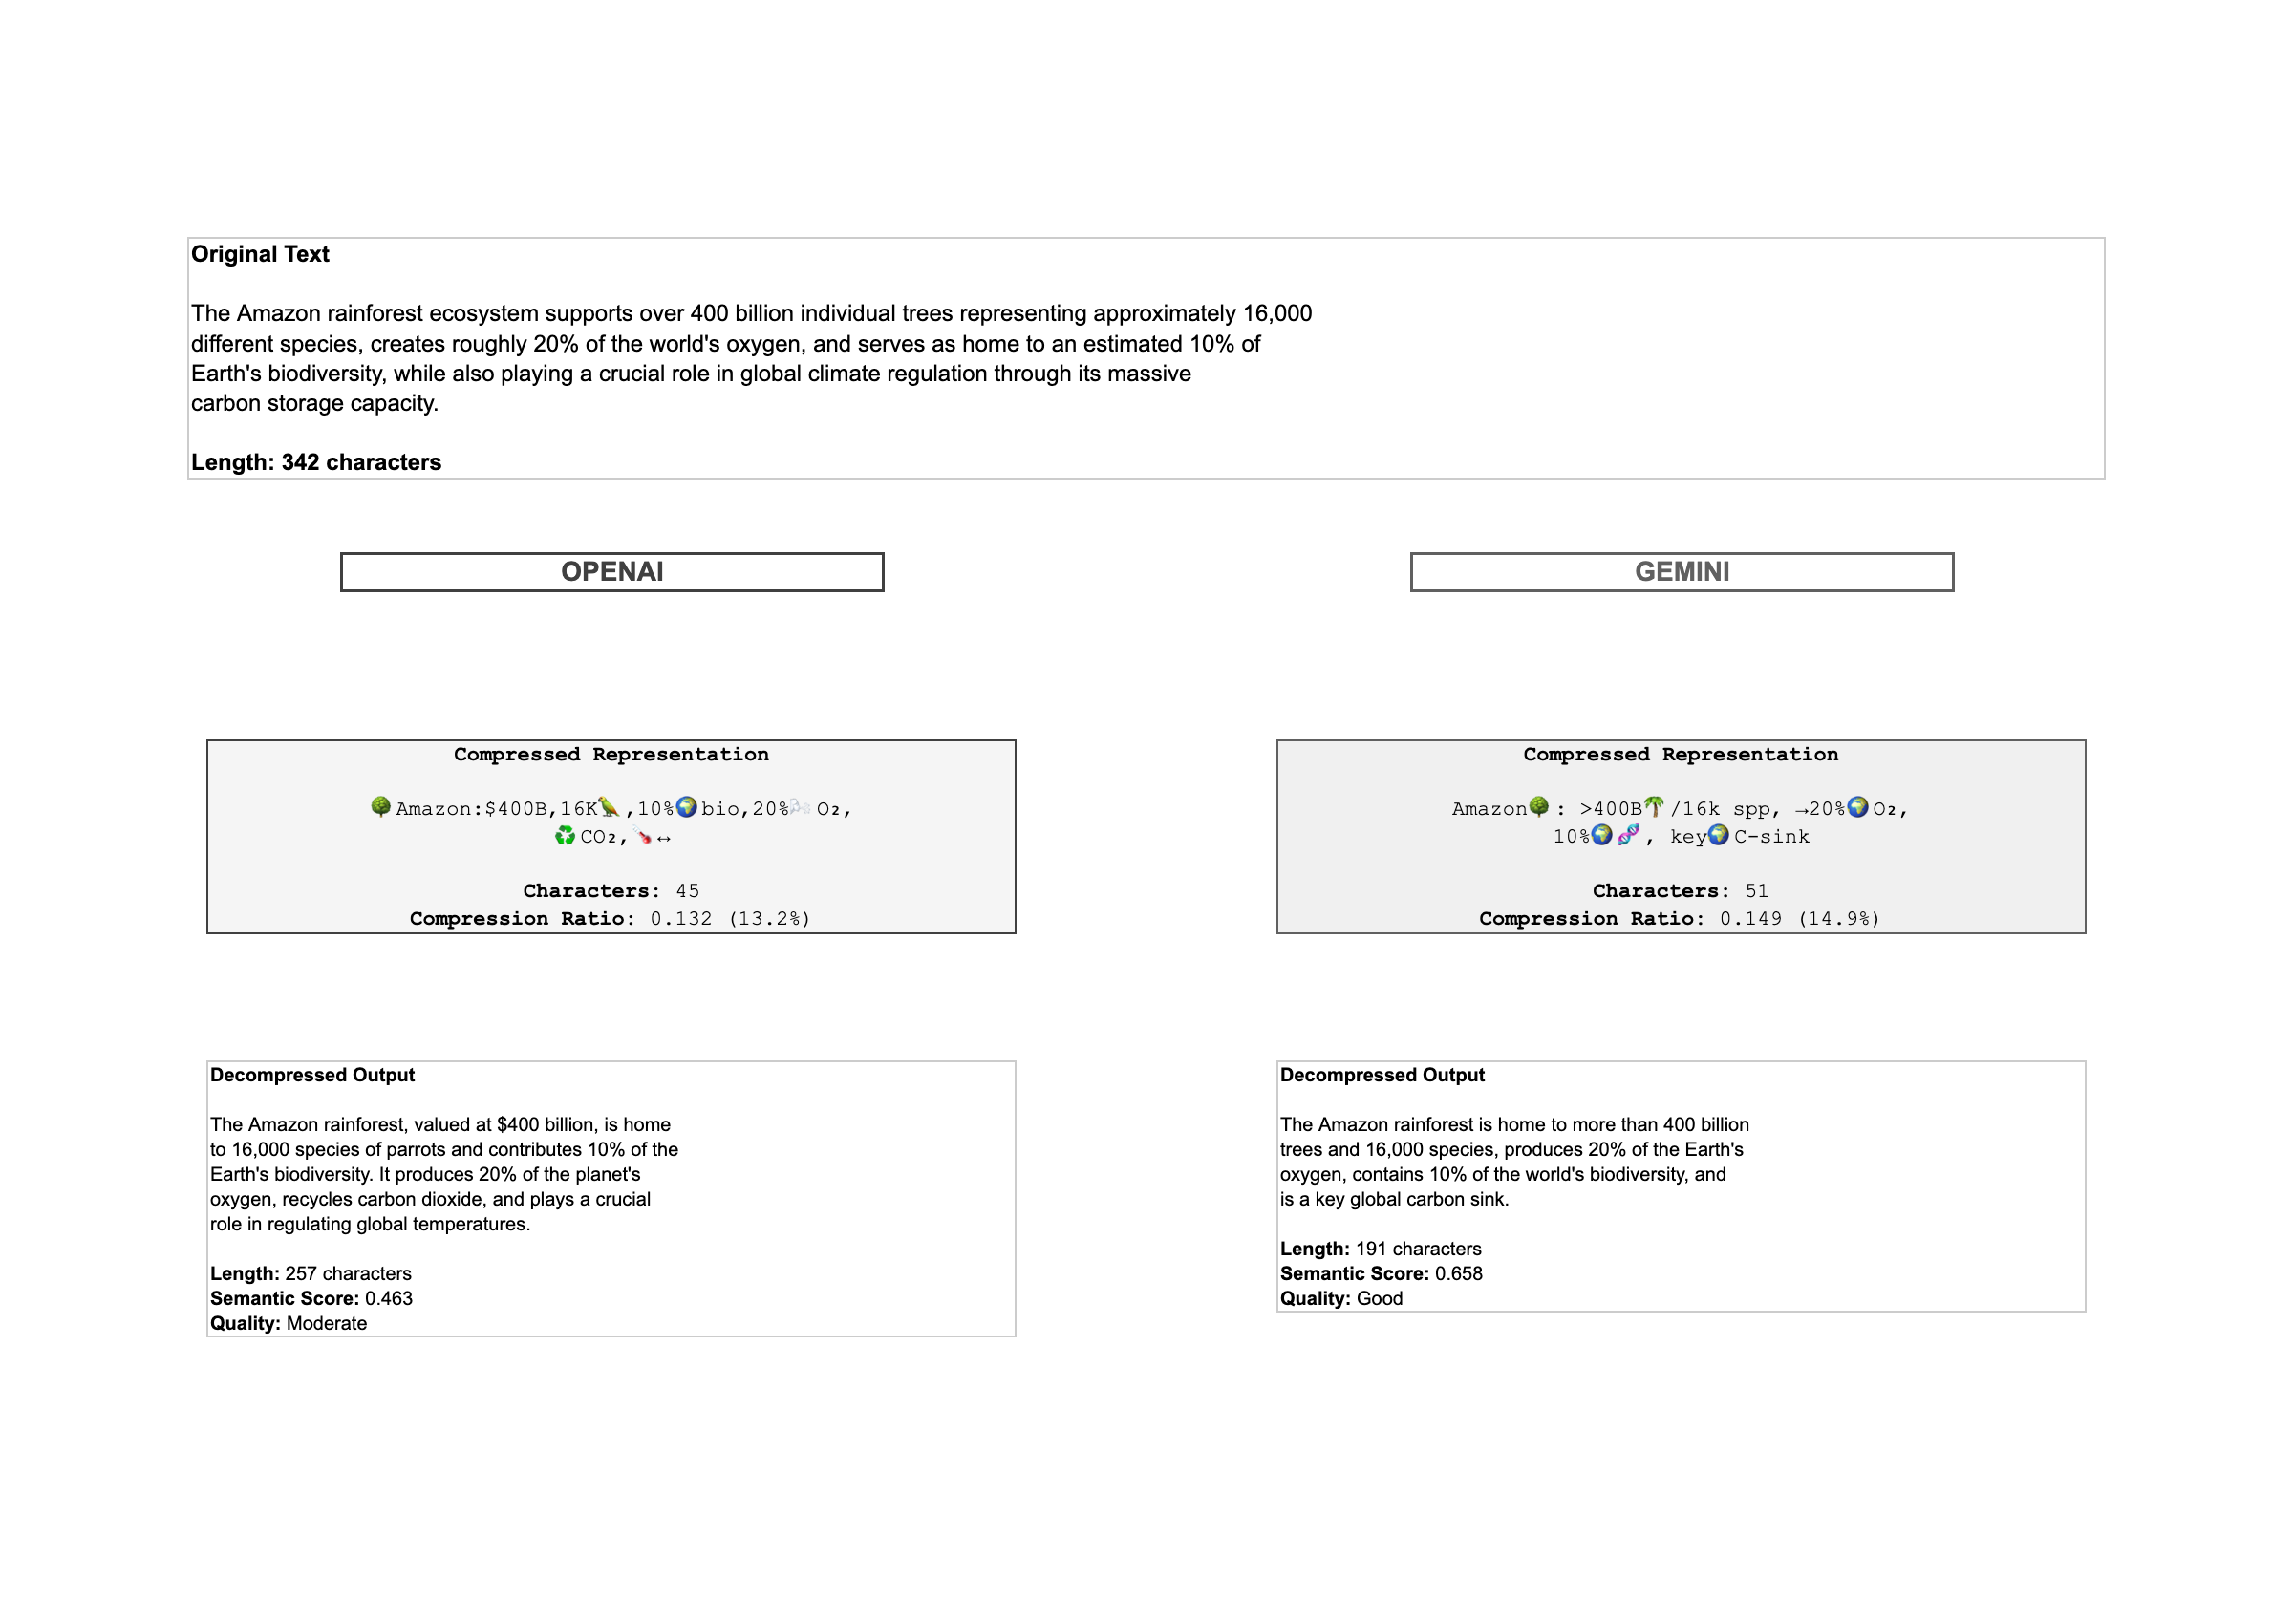 Original Text
The Amazon rainforest ecosystem supports over 400 billion individual trees representing approximately 16,000
different species, creates roughly 20% of the world's oxygen, and serves as home to an estimated 10% of
Earth's biodiversity, while also playing a crucial role in global climate regulation through its massive
carbon storage capacity.
Length: 342 characters
OPENAI
Compressed Representation
🌳Amazon:$400B,16K🦜,10%🌍bio,20%🌬️O₂,
♻️CO₂,🌡️↔
Characters: 45
Compression Ratio: 0.132 (13.2%)
Decompressed Output
The Amazon rainforest, valued at $400 billion, is home
to 16,000 species of parrots and contributes 10% of the
Earth's biodiversity. It produces 20% of the planet's
oxygen, recycles carbon dioxide, and plays a crucial
role in regulating global temperatures.
Length: 257 characters
Semantic Score: 0.463
Quality: Moderate
GEMINI
Compressed Representation
Amazon🌳: >400B🌴/16k spp, →20%🌍O₂,
10%🌍🧬, key🌍C-sink
Characters: 51
Compression Ratio: 0.149 (14.9%)
Decompressed Output
The Amazon rainforest is home to more than 400 billion
trees and 16,000 species, produces 20% of the Earth's
oxygen, contains 10% of the world's biodiversity, and
is a key global carbon sink.
Length: 191 characters
Semantic Score: 0.658
Quality: Good